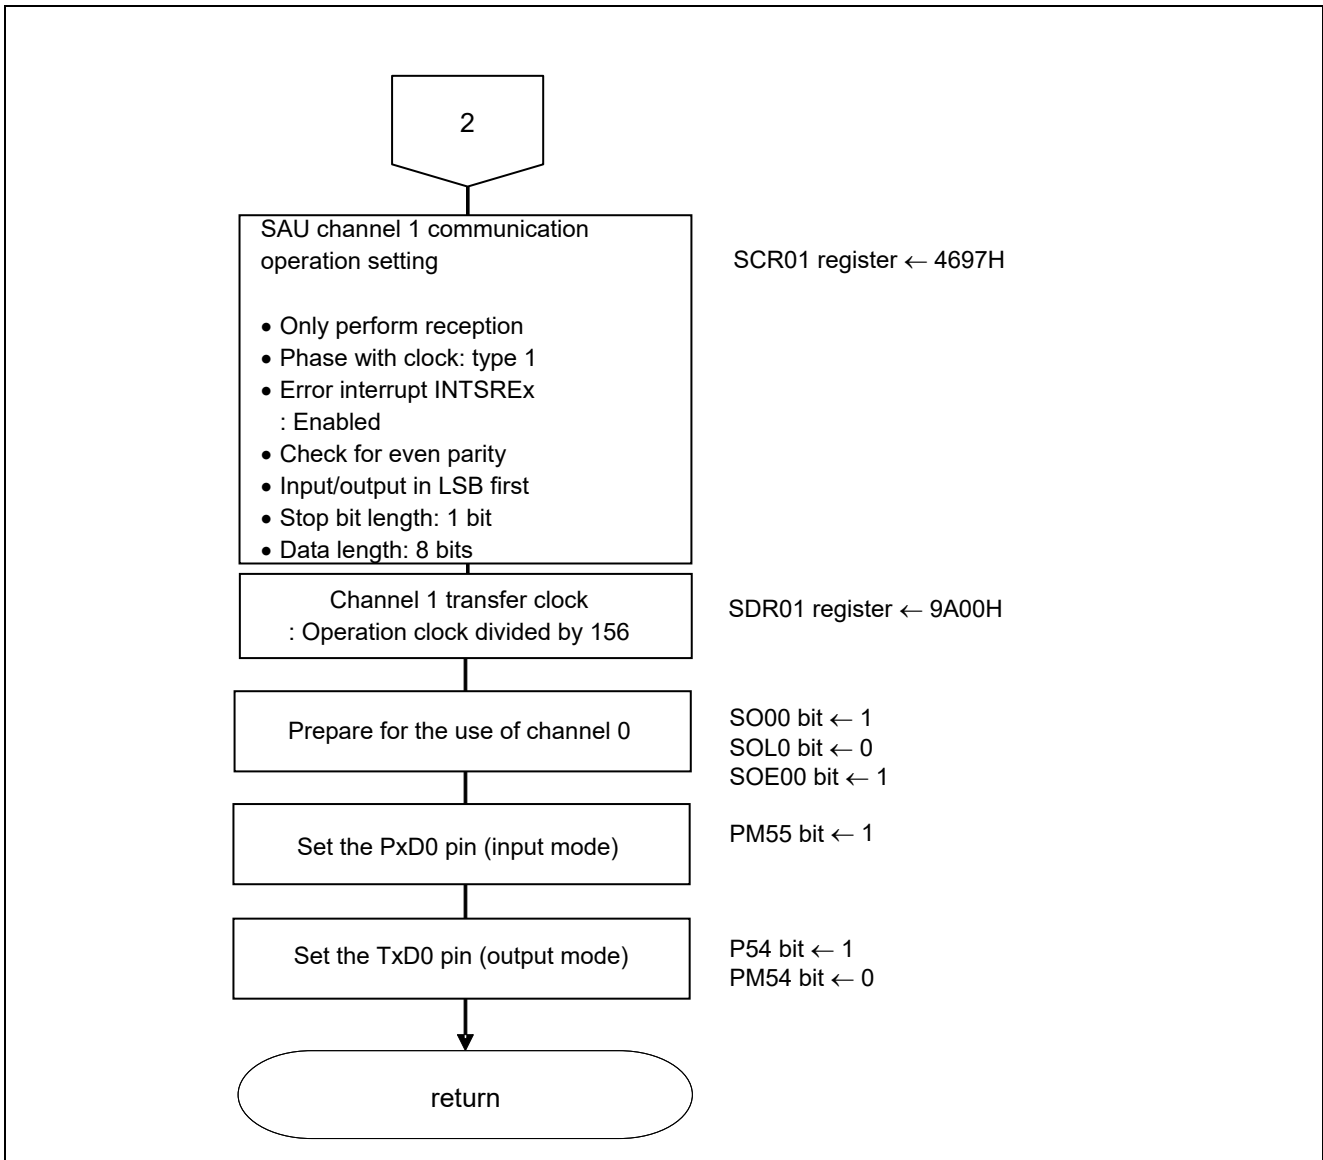 2
SAU channel 1 communication
operation setting
SCR01 register ← 4697H
• Only perform reception
• Phase with clock: type 1
• Error interrupt INTSREx
: Enabled
• Check for even parity
• Input/output in LSB first
• Stop bit length: 1 bit
• Data length: 8 bits
Channel 1 transfer clock
: Operation clock divided by 156
SDR01 register ← 9A00H
Prepare for the use of channel 0
SO00 bit ← 1
SOL0 bit ← 0
SOE00 bit ← 1
Set the PxD0 pin (input mode)
PM55 bit ← 1
Set the TxD0 pin (output mode)
P54 bit ← 1
PM54 bit ← 0
return